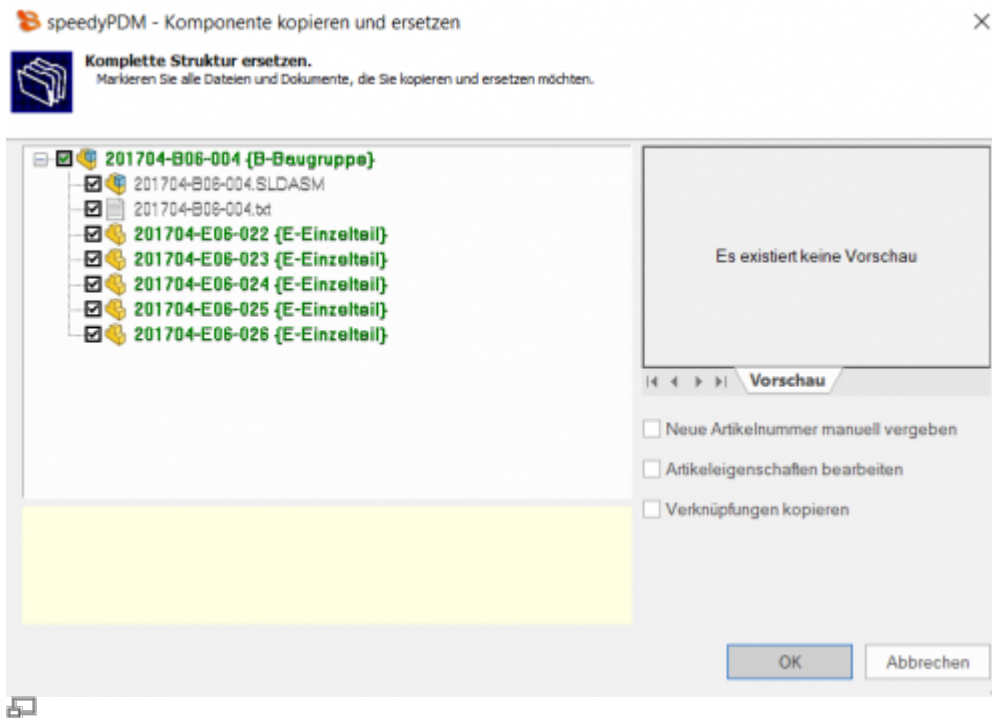 speedyPDM - Komponente kopieren und ersetzen
Komplette Struktur ersetzen.
Markieren Sie alle Dateien und Dokumente, die Sie kopieren und ersetzen möchten.
201704-B06-004 {B-Baugruppe}
201704-B06-004.SLDASM
201704-B06-004.txt
201704-E06-022 {E-Einzelteil}
201704-E06-023 {E-Einzelteil}
201704-E06-024 {E-Einzelteil}
201704-E06-025 {E-Einzelteil}
201704-E06-026 {E-Einzelteil}
Es existiert keine Vorschau
Vorschau
Neue Artikelnummer manuell vergeben
Artikeleigenschaften bearbeiten
Verknüpfungen kopieren
OK
Abbrechen